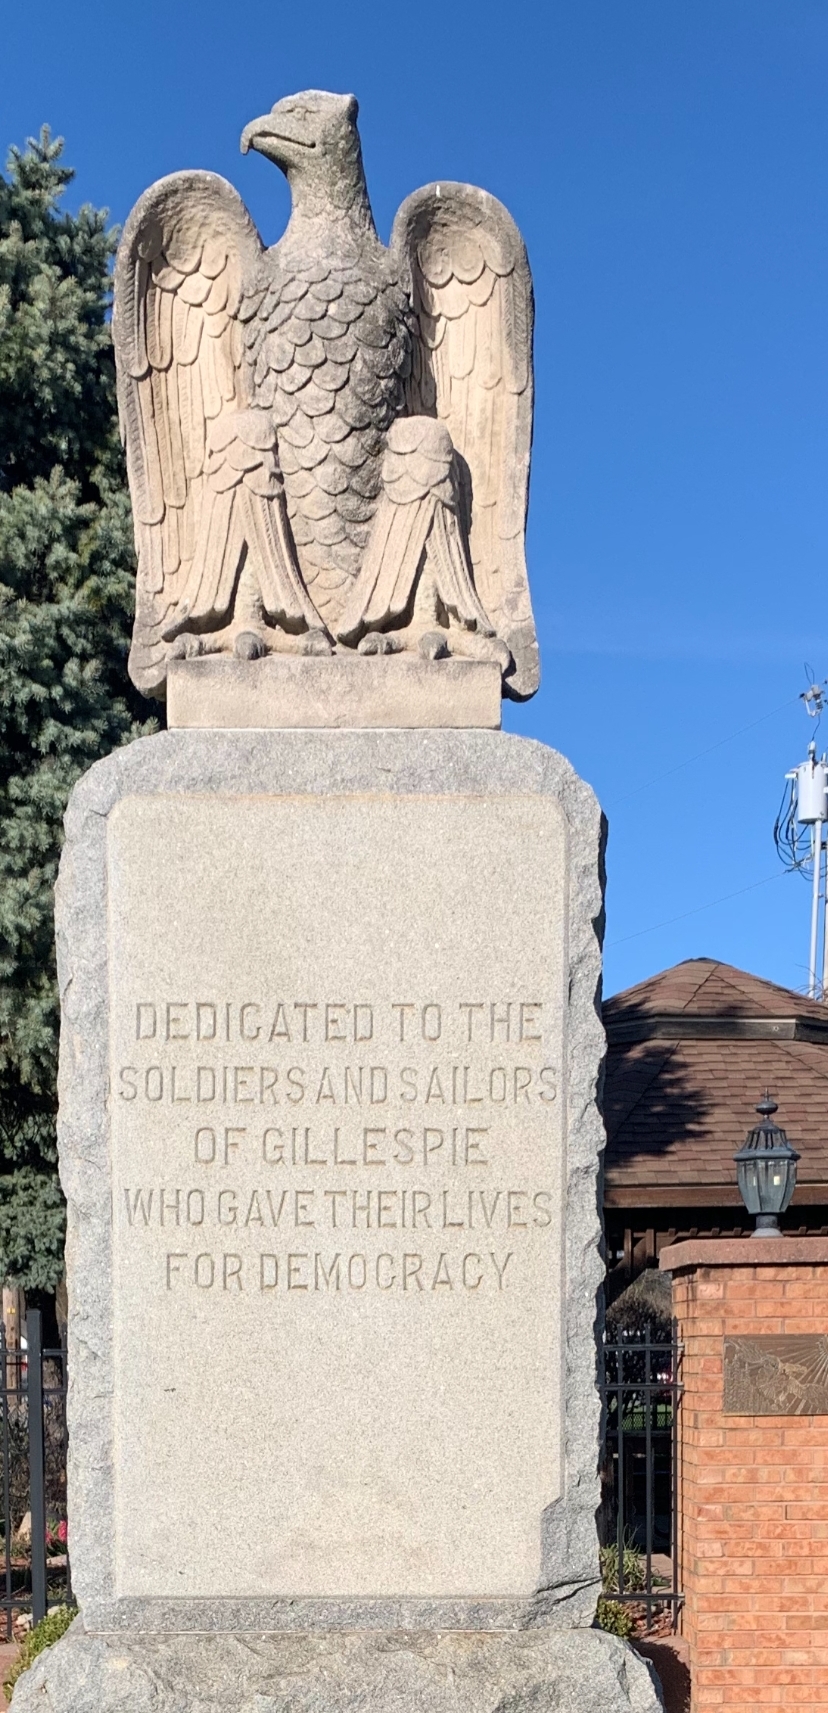 DEDICATED TO THE
SOLDIERS AND SAILORS
OF GILLESPIE
WHO GAVE THEIR LIVES
FOR DEMOCRACY